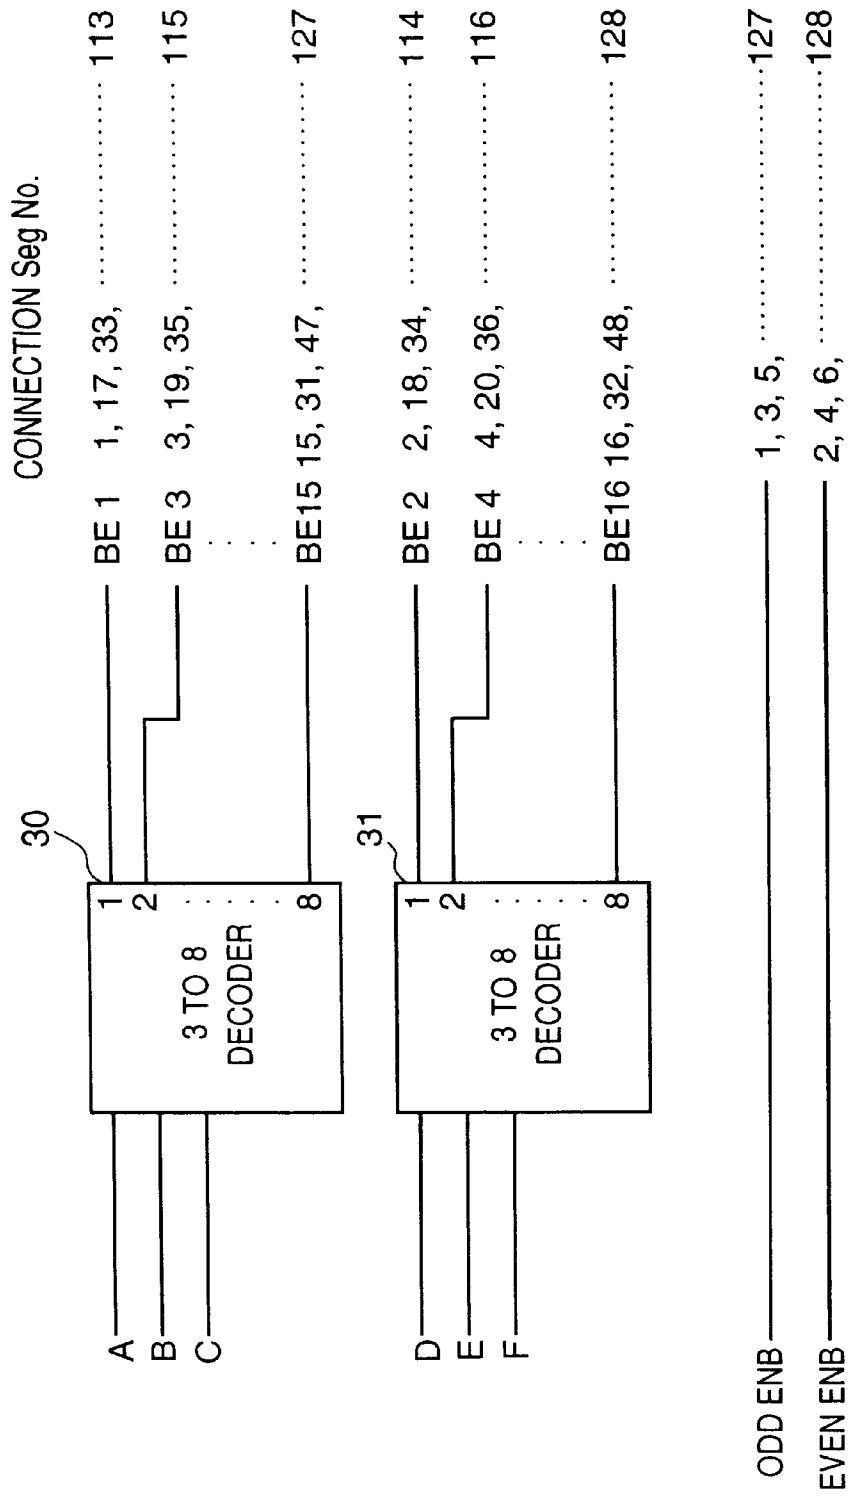 CONNECTION Seg No.
30
A
B
C
3 TO 8
DECODER
1
2
8
BE 1 1, 17, 33, ................ 113
BE 3 3, 19, 35, ................ 115
BE15 15, 31, 47, ................ 127
31
D
E
F
3 TO 8
DECODER
1
2
8
BE 2 2, 18, 34, ................ 114
BE 4 4, 20, 36, ................ 116
BE16 16, 32, 48, ................ 128
ODD ENB 1, 3, 5, ................ 127
EVEN ENB 2, 4, 6, ................ 128